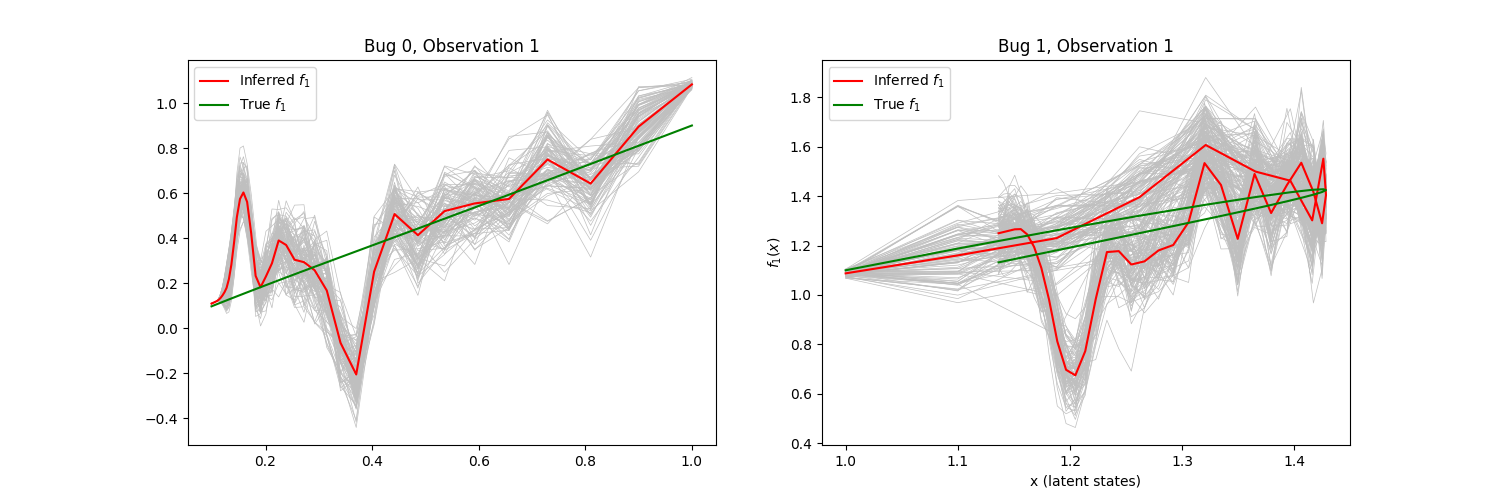 Bug 0, Observation 1
Inferred f₁
True f₁
1.0
0.8
0.6
0.4
0.2
0.0
−0.2
−0.4
0.2 0.4 0.6 0.8 1.0
Bug 1, Observation 1
Inferred f₁
True f₁
f₁(x)
1.8
1.6
1.4
1.2
1.0
0.8
0.6
0.4
1.0 1.1 1.2 1.3 1.4
x (latent states)